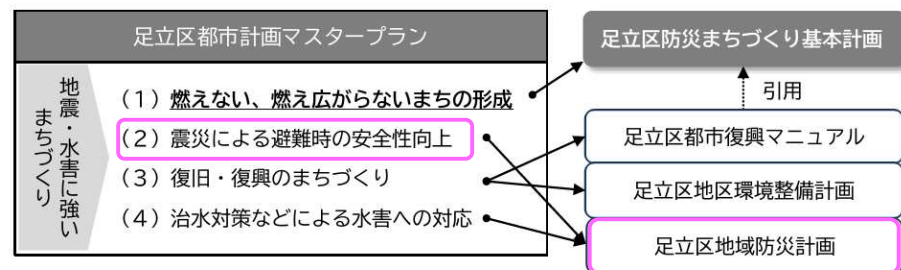 足立区都市計画マスタープラン
地震・水害に強い
まちづくり
（1）燃えない、燃え広がらないまちの形成
（2）震災による避難時の安全性向上
（3）復旧・復興のまちづくり
（4）治水対策などによる水害への対応
足立区防災まちづくり基本計画
引用
足立区都市復興マニュアル
足立区地区環境整備計画
足立区地域防災計画